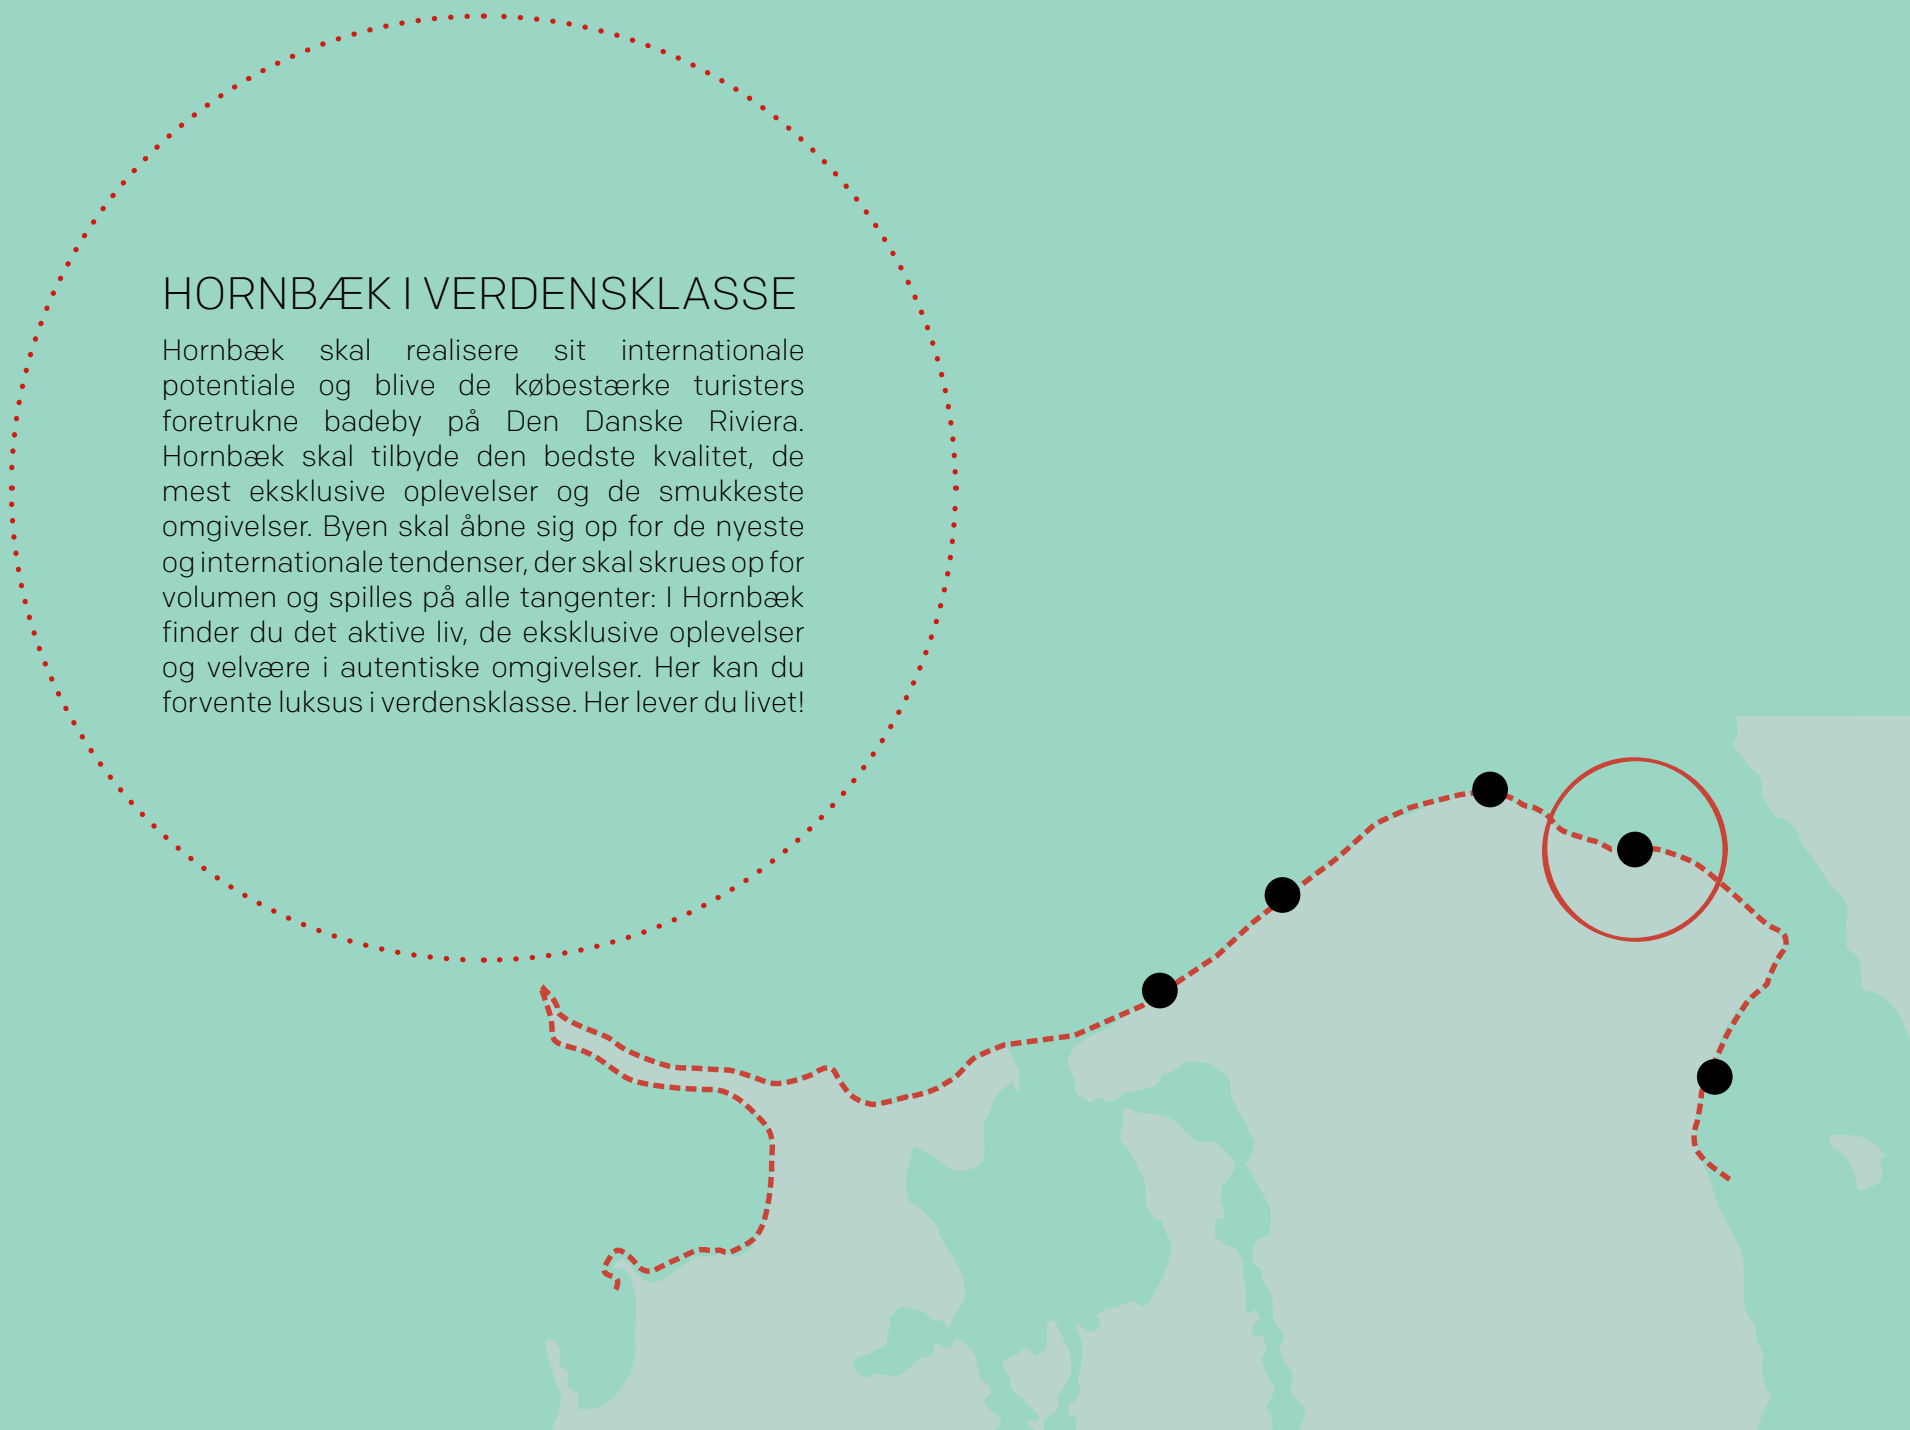 HORNBÆK I VERDENSKLASSE
Hornbæk skal realisere sit internationale
potentiale og blive de købestærke turisters
foretrukne badeby på Den Danske Riviera.
Hornbæk skal tilbyde den bedste kvalitet, de
mest eksklusive oplevelser og de smukkeste
omgivelser. Byen skal åbne sig op for de nyeste
og internationale tendenser, der skal skrues op for
volumen og spilles på alle tangenter: I Hornbæk
finder du det aktive liv, de eksklusive oplevelser
og velvære i autentiske omgivelser. Her kan du
forvente luksus i verdensklasse. Her lever du livet!